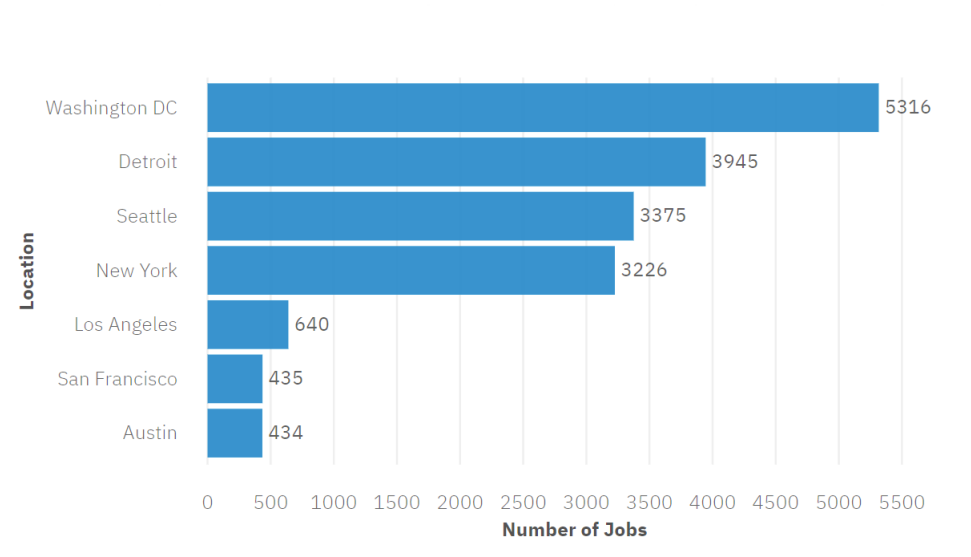 Washington DC 5316
Detroit 3945
Seattle 3375
New York 3226
Los Angeles 640
San Francisco 435
Austin 434
Location
0 500 1000 1500 2000 2500 3000 3500 4000 4500 5000 5500
Number of Jobs